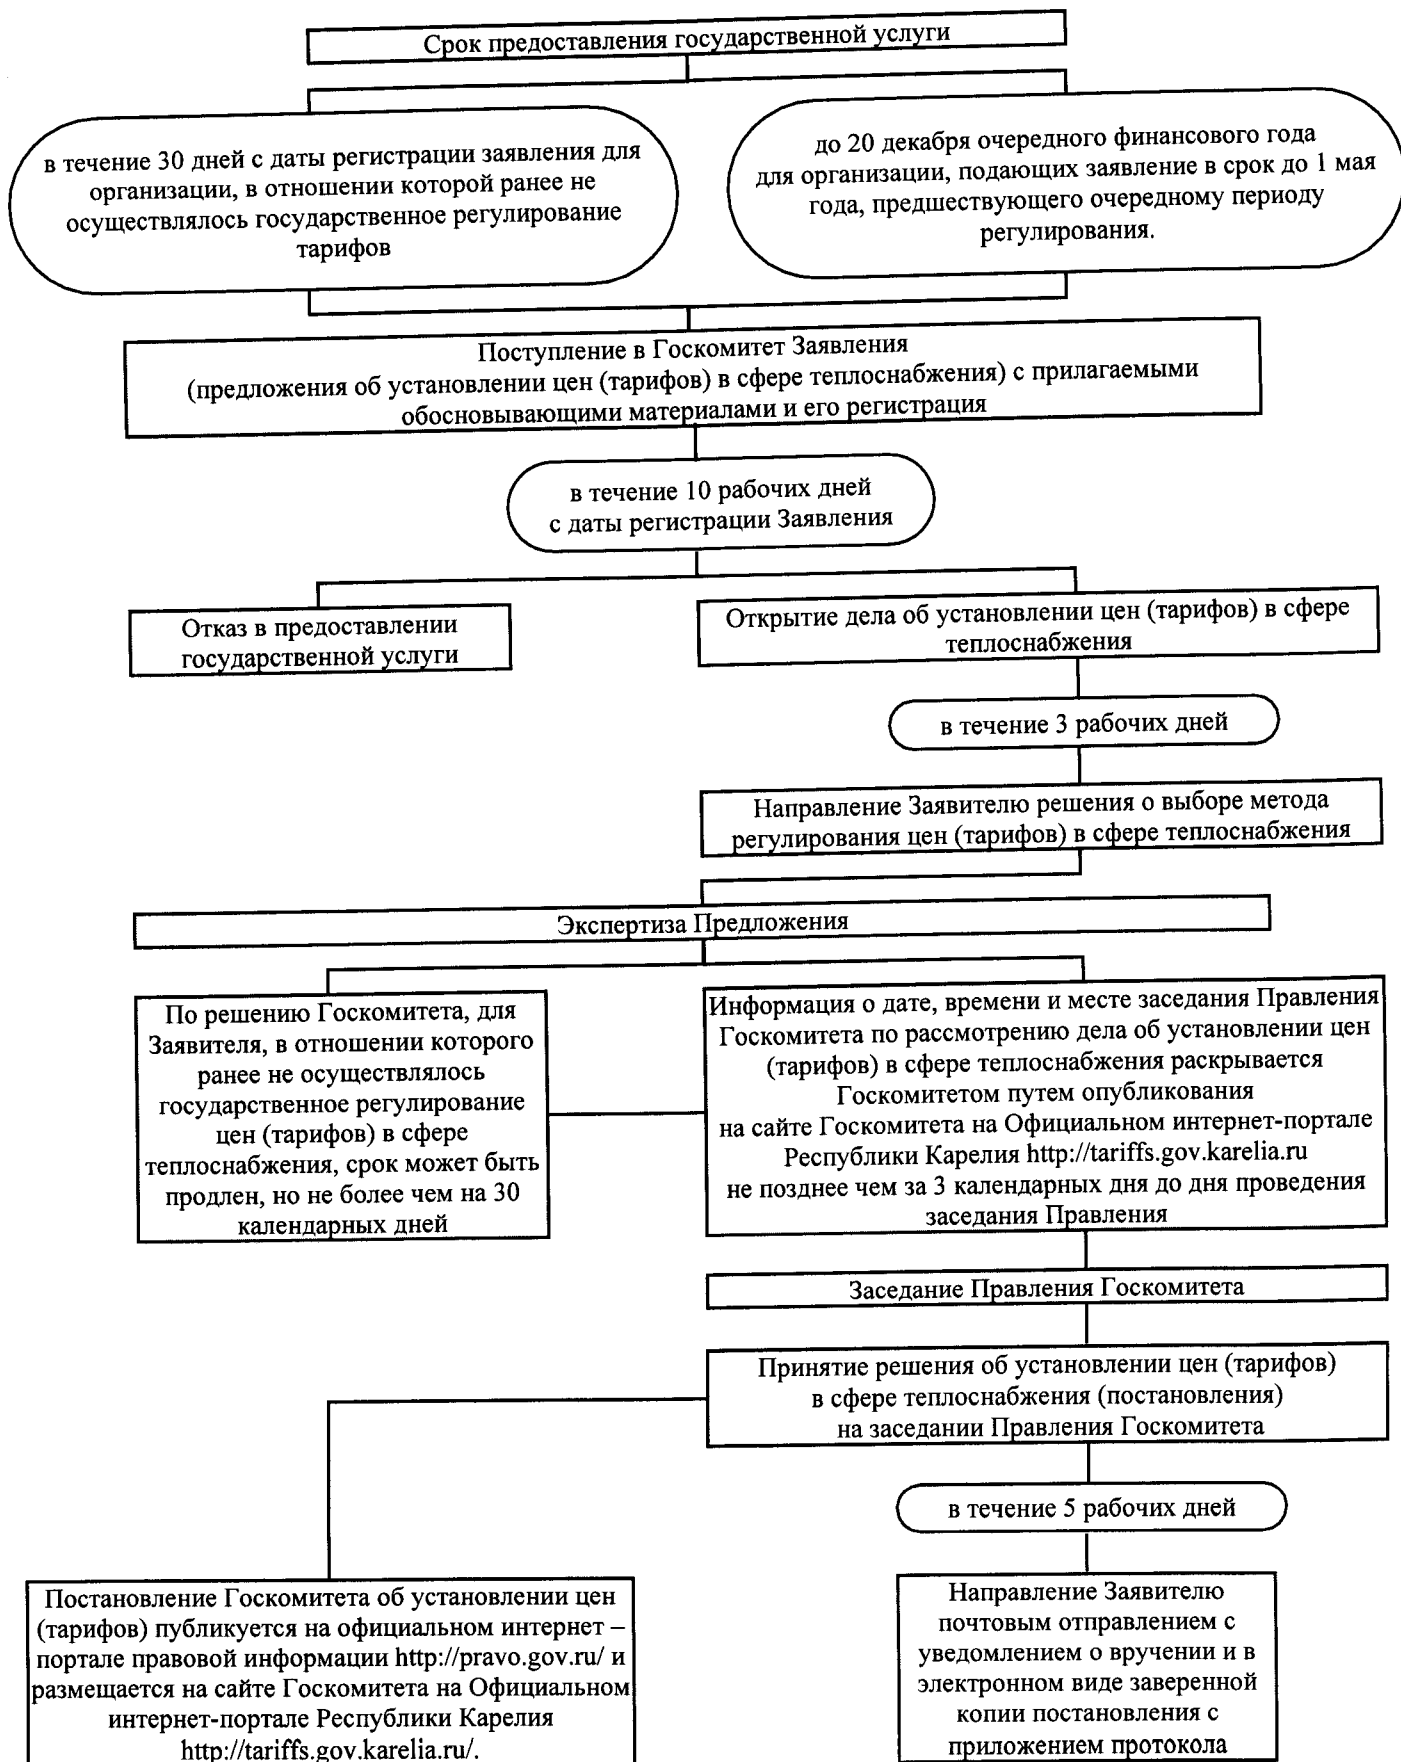 Срок предоставления государственной услуги
в течение 30 дней с даты регистрации заявления для
организации, в отношении которой ранее не
осуществлялось государственное регулирование
тарифов
до 20 декабря очередного финансового года
для организации, подающих заявление в срок до 1 мая
года, предшествующего очередному периоду
регулирования.
Поступление в Госкомитет Заявления
(предложения об установлении цен (тарифов) в сфере теплоснабжения) с прилагаемыми
обосновывающими материалами и его регистрация
в течение 10 рабочих дней
с даты регистрации Заявления
Отказ в предоставлении
государственной услуги
Открытие дела об установлении цен (тарифов) в сфере
теплоснабжения
в течение 3 рабочих дней
Направление Заявителю решения о выборе метода
регулирования цен (тарифов) в сфере теплоснабжения
Экспертиза Предложения
По решению Госкомитета, для
Заявителя, в отношении которого
ранее не осуществлялось
государственное регулирование
цен (тарифов) в сфере
теплоснабжения, срок может быть
продлен, но не более чем на 30
календарных дней
Информация о дате, времени и месте заседания Правления
Госкомитета по рассмотрению дела об установлении цен
(тарифов) в сфере теплоснабжения раскрывается
Госкомитетом путем опубликования
на сайте Госкомитета на Официальном интернет-портале
Республики Карелия http://tariffs.gov.karelia.ru
не позднее чем за 3 календарных дня до дня проведения
заседания Правления
Заседание Правления Госкомитета
Принятие решения об установлении цен (тарифов)
в сфере теплоснабжения (постановления)
на заседании Правления Госкомитета
в течение 5 рабочих дней
Постановление Госкомитета об установлении цен
(тарифов) публикуется на официальном интернет –
портале правовой информации http://pravo.gov.ru/ и
размещается на сайте Госкомитета на Официальном
интернет-портале Республики Карелия
http://tariffs.gov.karelia.ru/.
Направление Заявителю
почтовым отправлением с
уведомлением о вручении и в
электронном виде заверенной
копии постановления с
приложением протокола